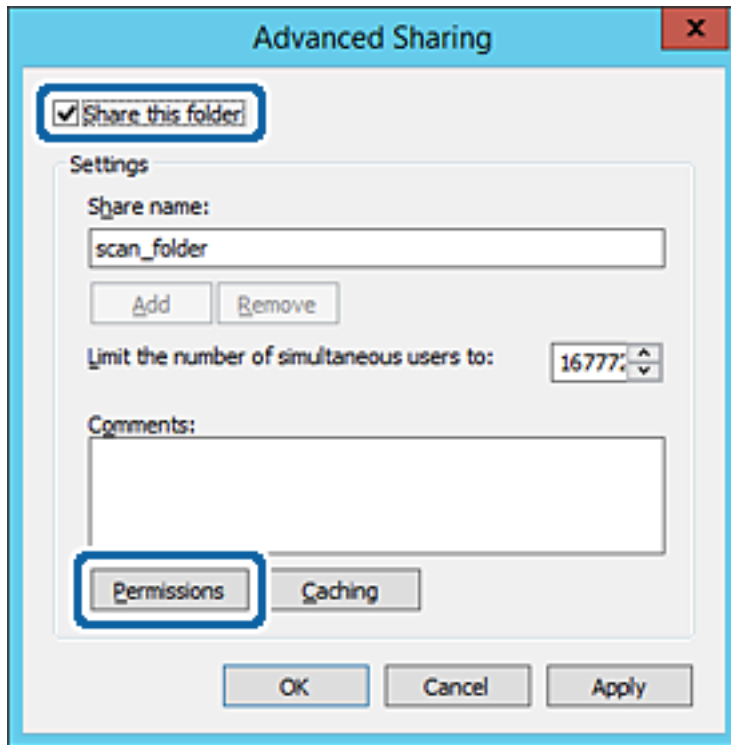 Advanced Sharing
x
Share this folder
Settings
Share name:
scan_folder
Add Remove
Limit the number of simultaneous users to:
Comments:
Permissions Caching
OK Cancel Apply